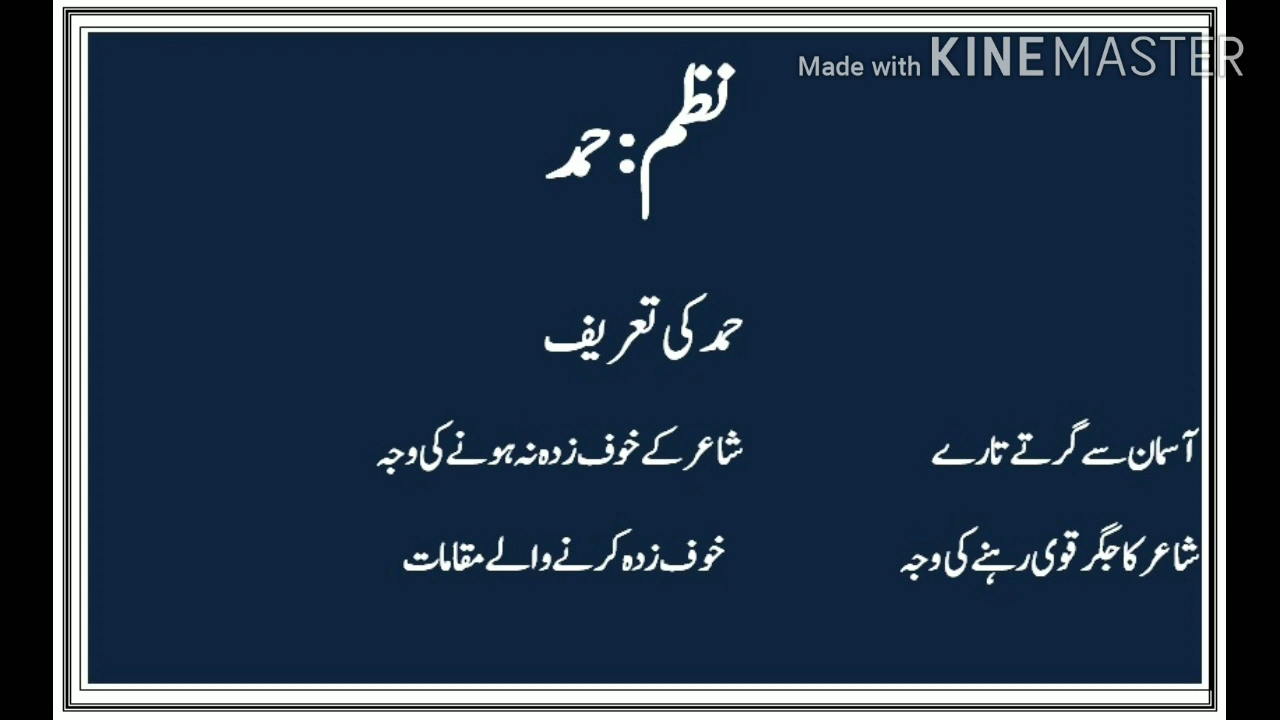 Made with KINEMASTER
نظم: حمد
حمد کی تعریف
آسمان سے گرتے تارے
شاعر کے خوف زدہ نہ ہونے کی وجہ
شاعر کا جگر قوی رہنے کی وجہ
خوف زدہ کرنے والے مقامات